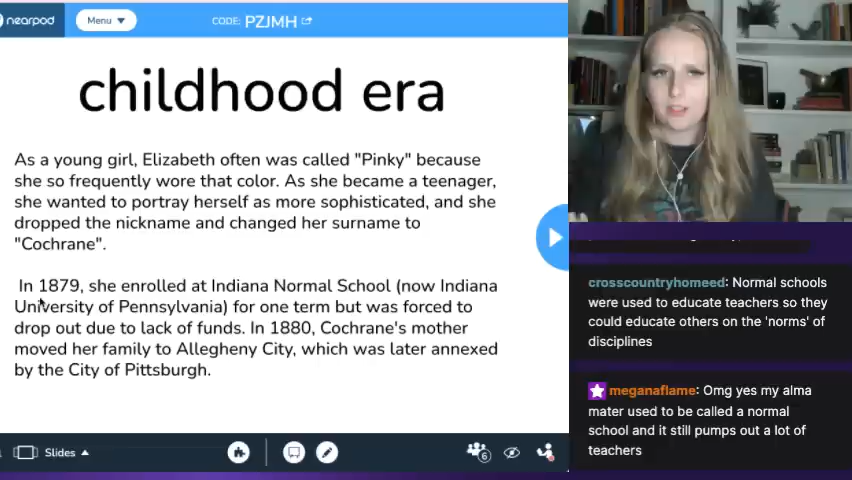 nearpod
Menu
CODE: PZJMH
childhood era
As a young girl, Elizabeth often was called "Pinky" because
she so frequently wore that color. As she became a teenager,
she wanted to portray herself as more sophisticated, and she
dropped the nickname and changed her surname to
"Cochrane".
In 1879, she enrolled at Indiana Normal School (now Indiana
University of Pennsylvania) for one term but was forced to
drop out due to lack of funds. In 1880, Cochrane's mother
moved her family to Allegheny City, which was later annexed
by the City of Pittsburgh.
Slides
6
crosscountryhomeed: Normal schools
were used to educate teachers so they
could educate others on the 'norms' of
disciplines
meganaflame: Omg yes my alma
mater used to be called a normal
school and it still pumps out a lot of
teachers